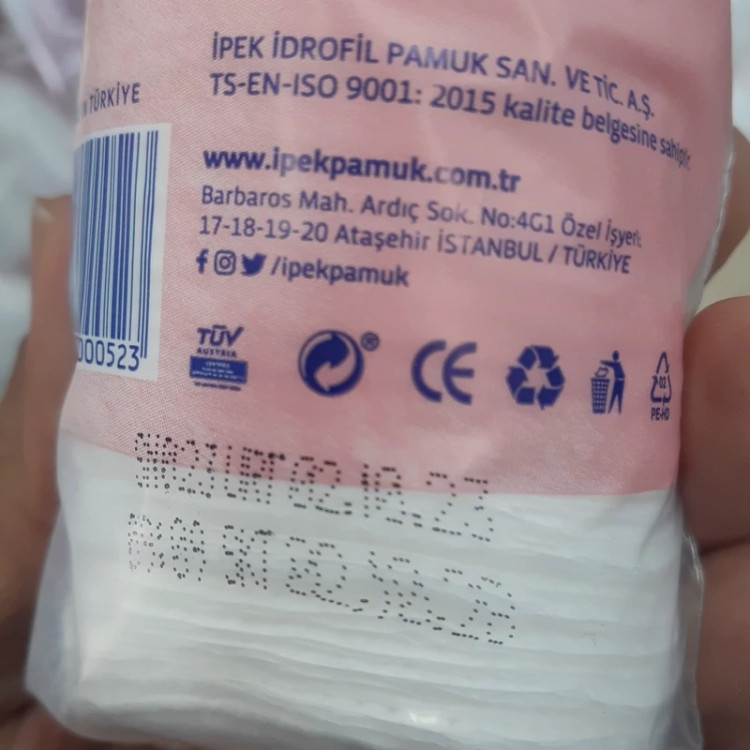 İPEK İDROFİL PAMUK SAN. VE TİC. A.Ş.
TS-EN-ISO 9001: 2015 kalite belgesine sahiptir.
TÜRKİYE
www.ipekpamuk.com.tr
Barbaros Mah. Ardıç Sok. No:4G1 Özel İşyeri:
17-18-19-20 Ataşehir İSTANBUL / TÜRKİYE
/ipekpamuk
000523
TÜV
AUSTRIA
®
CE
02
PE-HD